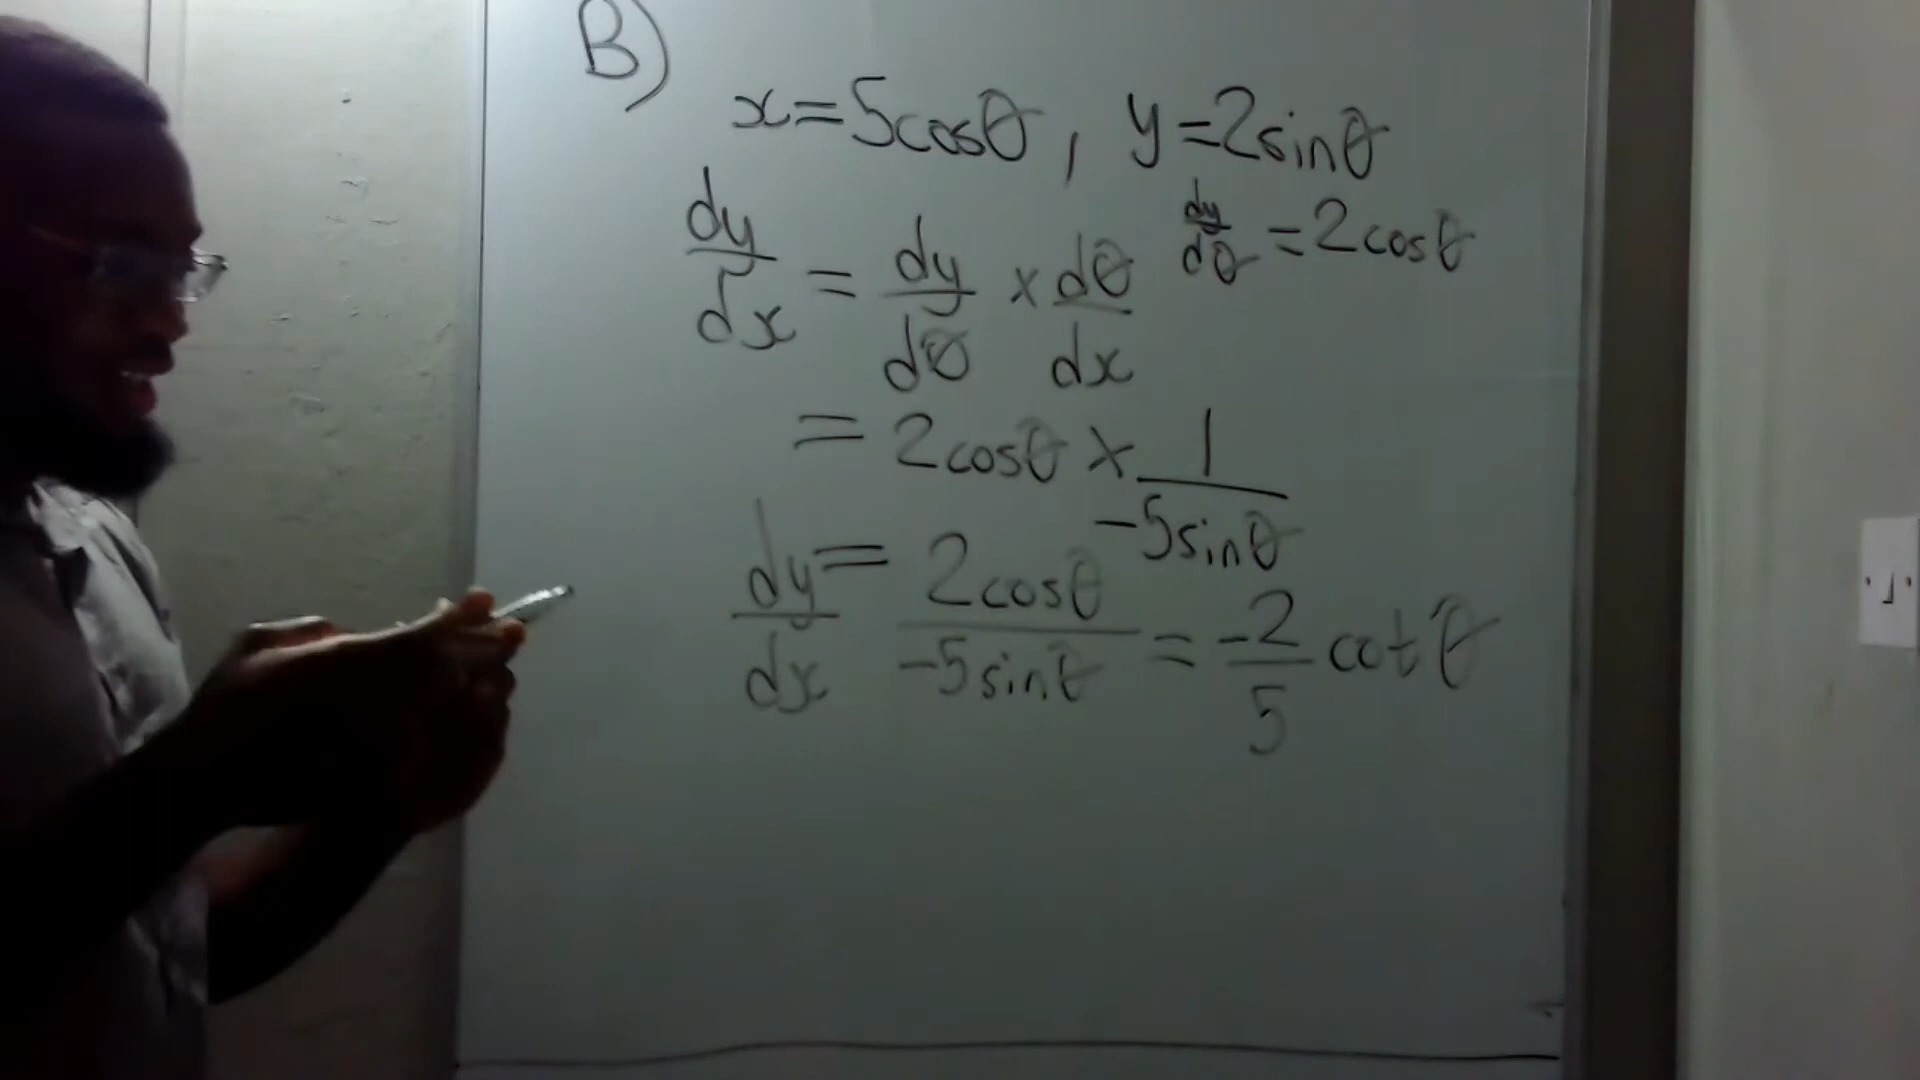 B)
x=5cosθ, y=2sinθ
dy/dx = dy/dθ × dθ/dx
dy/dθ = 2cosθ
= 2cosθ × 1/-5sinθ
dy/dx = 2cosθ/-5sinθ = -2/5 cotθ